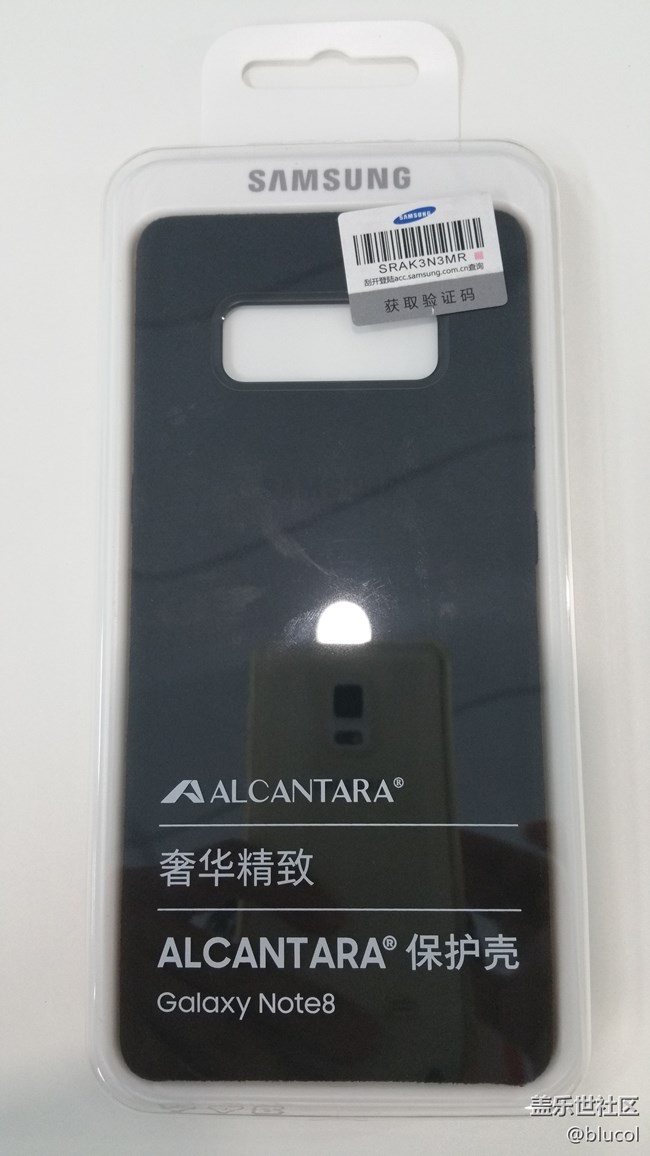 SAMSUNG
SAMSUNG
SRAK3N3MR
刮开登陆acc.samsung.com.cn查询
获取验证码
SAMSUNG
ALCANTARA®
奢华精致
ALCANTARA® 保护壳
Galaxy Note8
盖乐世社区
@blucol